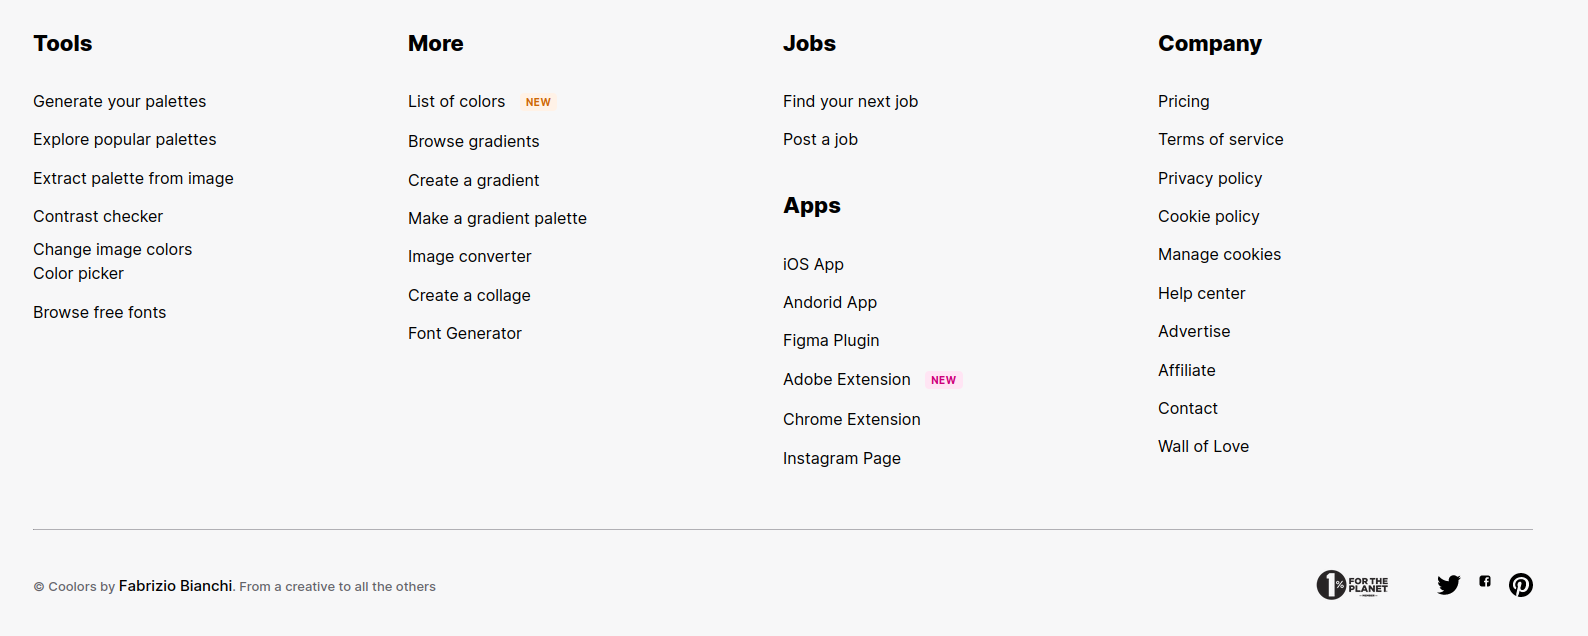 Tools
Generate your palettes
Explore popular palettes
Extract palette from image
Contrast checker
Change image colors
Color picker
Browse free fonts
More
List of colors NEW
Browse gradients
Create a gradient
Make a gradient palette
Image converter
Create a collage
Font Generator
Jobs
Find your next job
Post a job
Apps
iOS App
Andorid App
Figma Plugin
Adobe Extension NEW
Chrome Extension
Instagram Page
Company
Pricing
Terms of service
Privacy policy
Cookie policy
Manage cookies
Help center
Advertise
Affiliate
Contact
Wall of Love
© Coolors by Fabrizio Bianchi. From a creative to all the others
1% FOR THE
PLANET